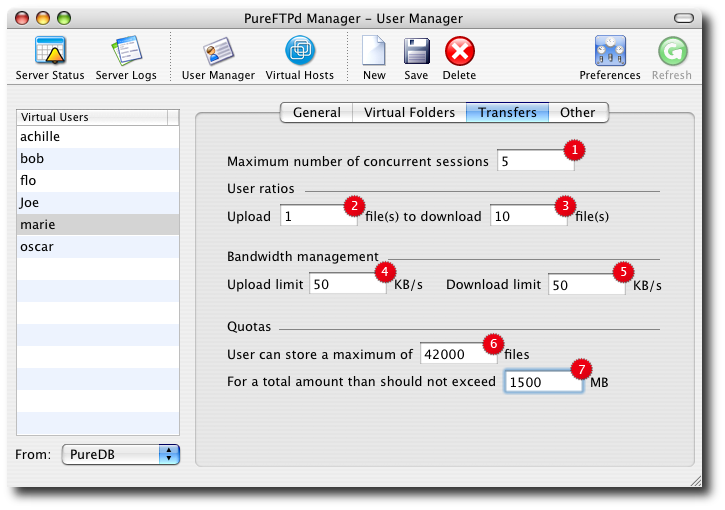 PureFTPd Manager – User Manager
Server Status Server Logs User Manager Virtual Hosts New Save Delete Preferences Refresh
General Virtual Folders Transfers Other
Virtual Users
achille
bob
flo
Joe
marie
oscar
From: PureDB
Maximum number of concurrent sessions 5 1
User ratios
Upload 1 2 file(s) to download 10 3 file(s)
Bandwidth management
Upload limit 50 4 KB/s Download limit 50 5 KB/s
Quotas
User can store a maximum of 42000 6 files
For a total amount than should not exceed 1500 7 MB